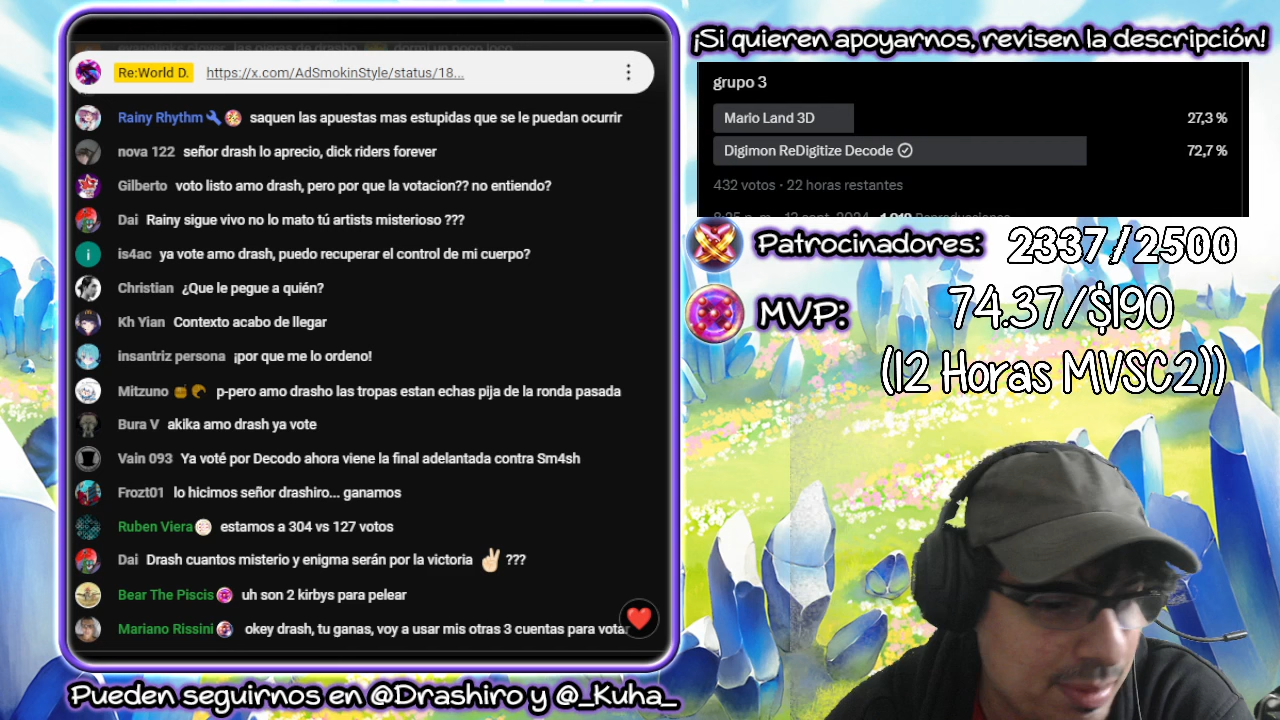 ¡Si quieren apoyarnos, revisen la descripción!
Re:World D. https://x.com/AdSmokinStyle/status/18...
Rainy Rhythm saquen las apuestas mas estupidas que se le puedan ocurrir
nova 122 señor drash lo aprecio, dick riders forever
Gilberto voto listo amo drash, pero por que la votacion?? no entiendo?
Dai Rainy sigue vivo no lo mato tú artists misterioso ???
i is4ac ya vote amo drash, puedo recuperar el control de mi cuerpo?
Christian ¿Que le pegue a quién?
Kh Yian Contexto acabo de llegar
insantriz persona ¡por que me lo ordeno!
Mitzuno p-pero amo drasho las tropas estan echas pija de la ronda pasada
Bura V akika amo drash ya vote
Vain 093 Ya voté por Decodo ahora viene la final adelantada contra Sm4sh
Frozt01 lo hicimos señor drashiro... ganamos
Ruben Viera estamos a 304 vs 127 votos
Dai Drash cuantos misterio y enigma serán por la victoria ✌🏻 ???
Bear The Piscis uh son 2 kirbys para pelear
Mariano Rissini okey drash, tu ganas, voy a usar mis otras 3 cuentas para votar
grupo 3
Mario Land 3D 27,3 %
Digimon ReDigitize Decode 72,7 %
432 votos · 22 horas restantes
Patrocinadores: 2337/2500
MVP: 74.37/$190
(12 Horas MVSC2))
Pueden seguirnos en @Drashiro y @_Kuha_